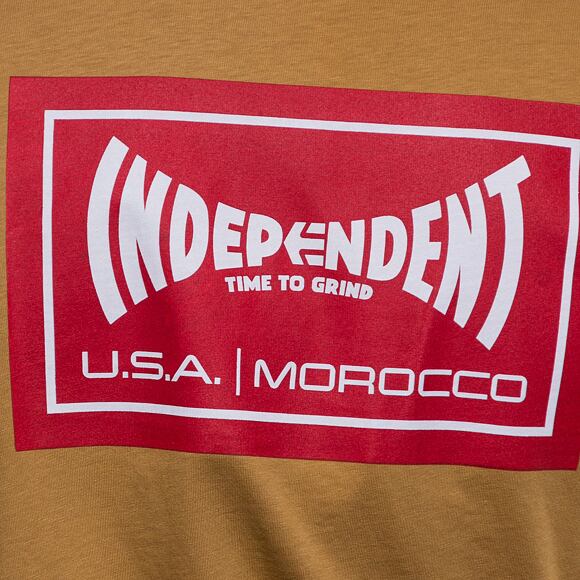 INDEPENDENT
TIME TO GRIND
U.S.A. | MOROCCO